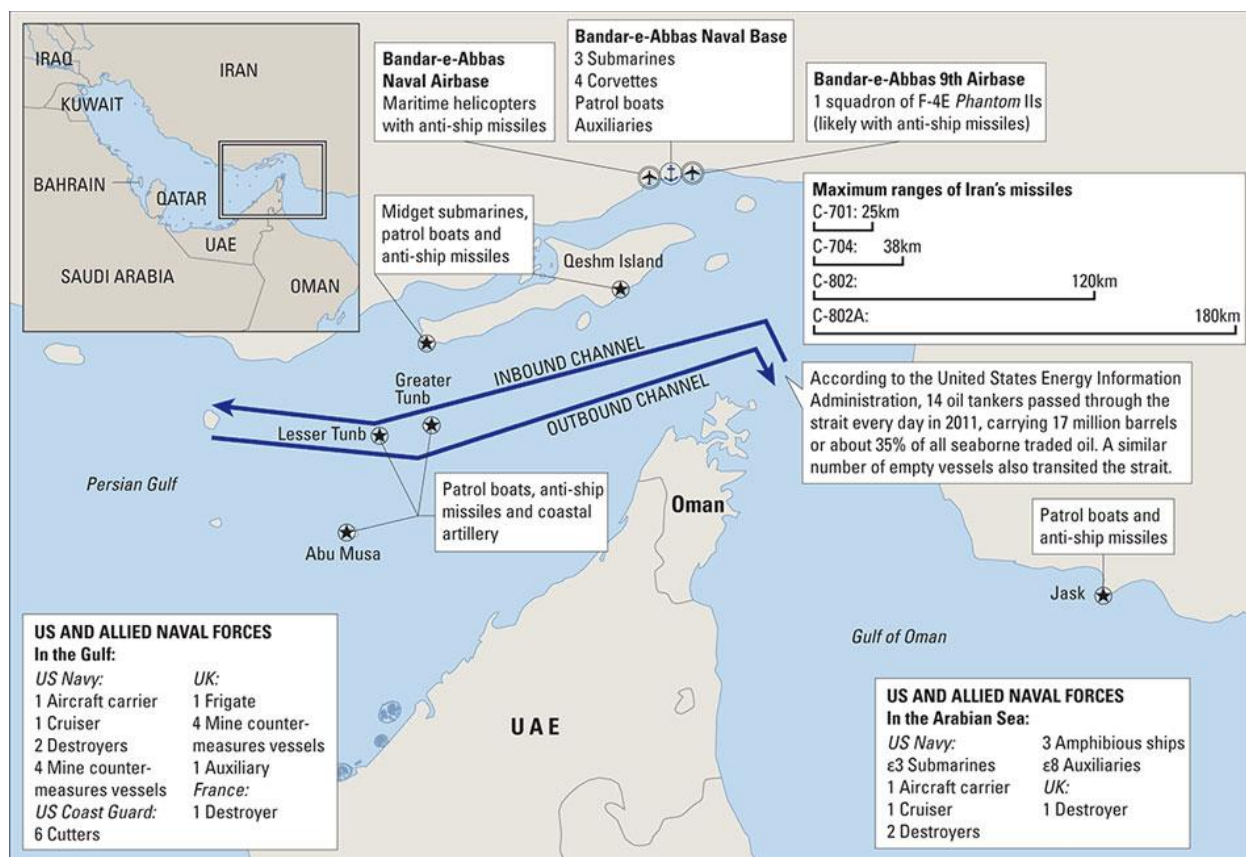 IRAQ
IRAN
KUWAIT
BAHRAIN
QATAR
UAE
SAUDI ARABIA
OMAN
Bandar-e-Abbas
Naval Airbase
Maritime helicopters
with anti-ship missiles
Bandar-e-Abbas Naval Base
3 Submarines
4 Corvettes
Patrol boats
Auxiliaries
Bandar-e-Abbas 9th Airbase
1 squadron of F-4E Phantom IIs
(likely with anti-ship missiles)
Maximum ranges of Iran's missiles
C-701: 25km
C-704: 38km
C-802: 120km
C-802A: 180km
Midget submarines,
patrol boats and
anti-ship missiles
Qeshm Island
INBOUND CHANNEL
OUTBOUND CHANNEL
Greater
Tunb
Lesser Tunb
According to the United States Energy Information
Administration, 14 oil tankers passed through the
strait every day in 2011, carrying 17 million barrels
or about 35% of all seaborne traded oil. A similar
number of empty vessels also transited the strait.
Persian Gulf
Patrol boats, anti-ship
missiles and coastal
artillery
Abu Musa
Oman
Patrol boats and
anti-ship missiles
Jask
Gulf of Oman
UAE
US AND ALLIED NAVAL FORCES
In the Gulf:
US Navy:
1 Aircraft carrier
1 Cruiser
2 Destroyers
4 Mine counter-
measures vessels
US Coast Guard:
6 Cutters
UK:
1 Frigate
4 Mine counter-
measures vessels
1 Auxiliary
France:
1 Destroyer
US AND ALLIED NAVAL FORCES
In the Arabian Sea:
US Navy:
ε3 Submarines
1 Aircraft carrier
1 Cruiser
2 Destroyers
3 Amphibious ships
ε8 Auxiliaries
UK:
1 Destroyer